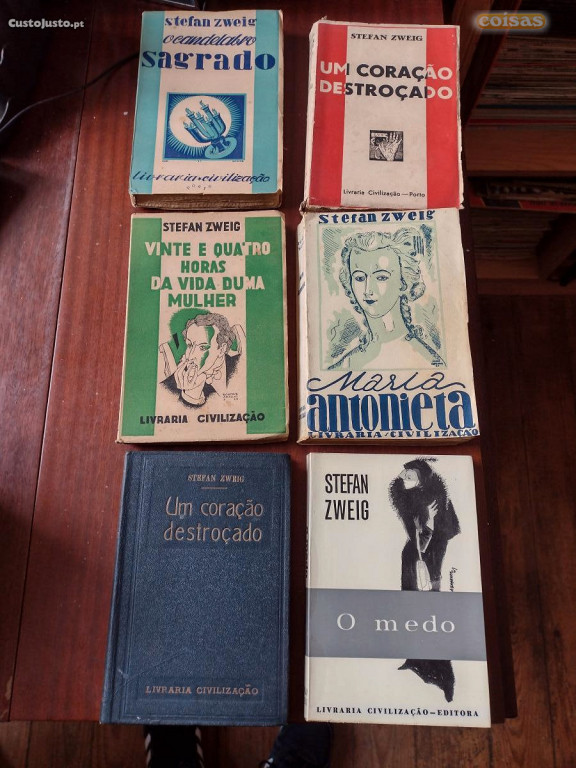 CustoJusto.pt
coisas
stefan zweig
o candelabro
sagrado
livraria civilização
PORTO
STEFAN ZWEIG
UM CORAÇÃO
DESTROÇADO
Livraria Civilização — Porto
STEFAN ZWEIG
VINTE E QUATRO
HORAS
DA VIDA DUMA
MULHER
LIVRARIA CIVILIZAÇÃO
Stefan Zweig
Maria
antonieta
LIVRARIA-CIVILIZAÇÃO
STEFAN ZWEIG
Um coração
destroçado
LIVRARIA CIVILIZAÇÃO
STEFAN
ZWEIG
O medo
LIVRARIA CIVILIZAÇÃO—EDITORA